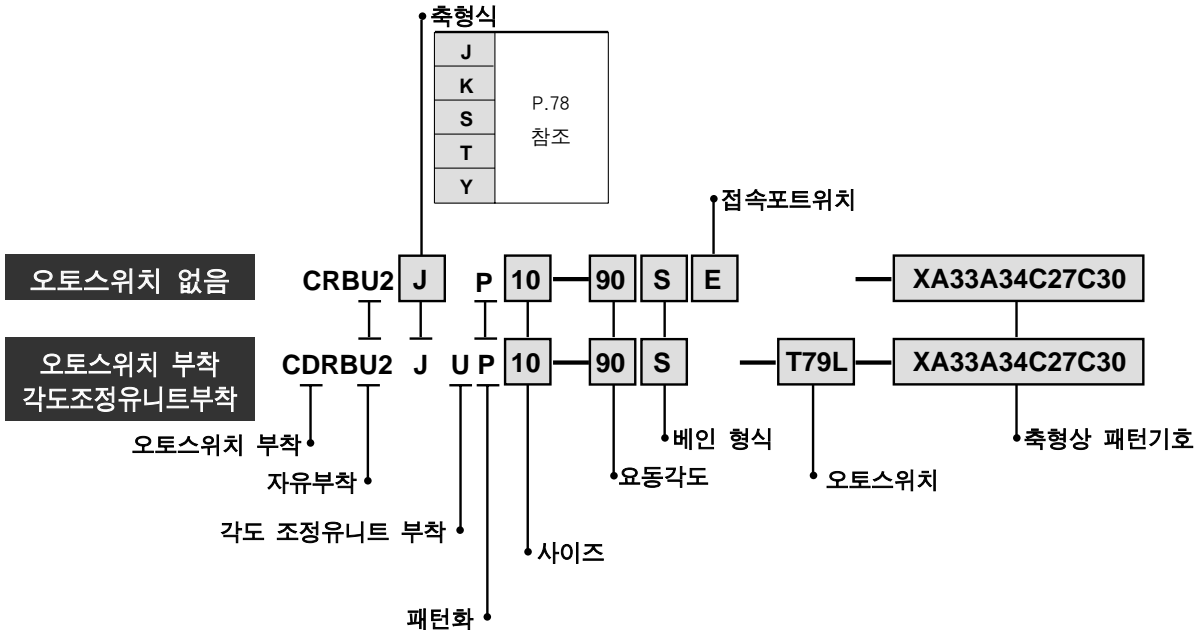 축형식
J
K
S
T
Y
P.78
참조
접속포트위치
오토스위치 없음
CRBU2 J P 10 90 S E XA33A34C27C30
오토스위치 부착
각도조정유니트부착
CDRBU2 J U P 10 90 S T79L XA33A34C27C30
오토스위치 부착
자유부착
각도 조정유니트 부착
패턴화
사이즈
요동각도
베인 형식
오토스위치
축형상 패턴기호